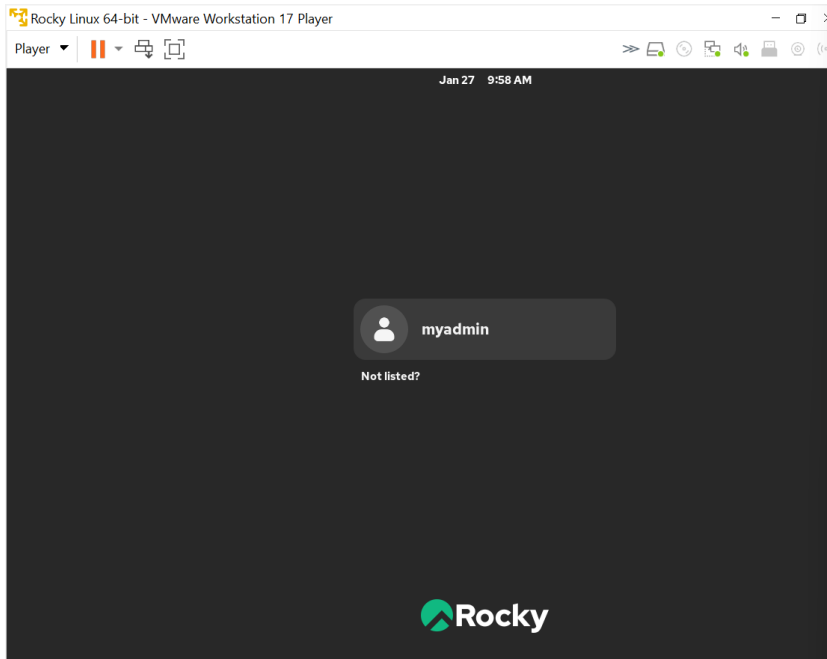 Rocky Linux 64-bit - VMware Workstation 17 Player
Player
Jan 27 9:58 AM
myadmin
Not listed?
Rocky